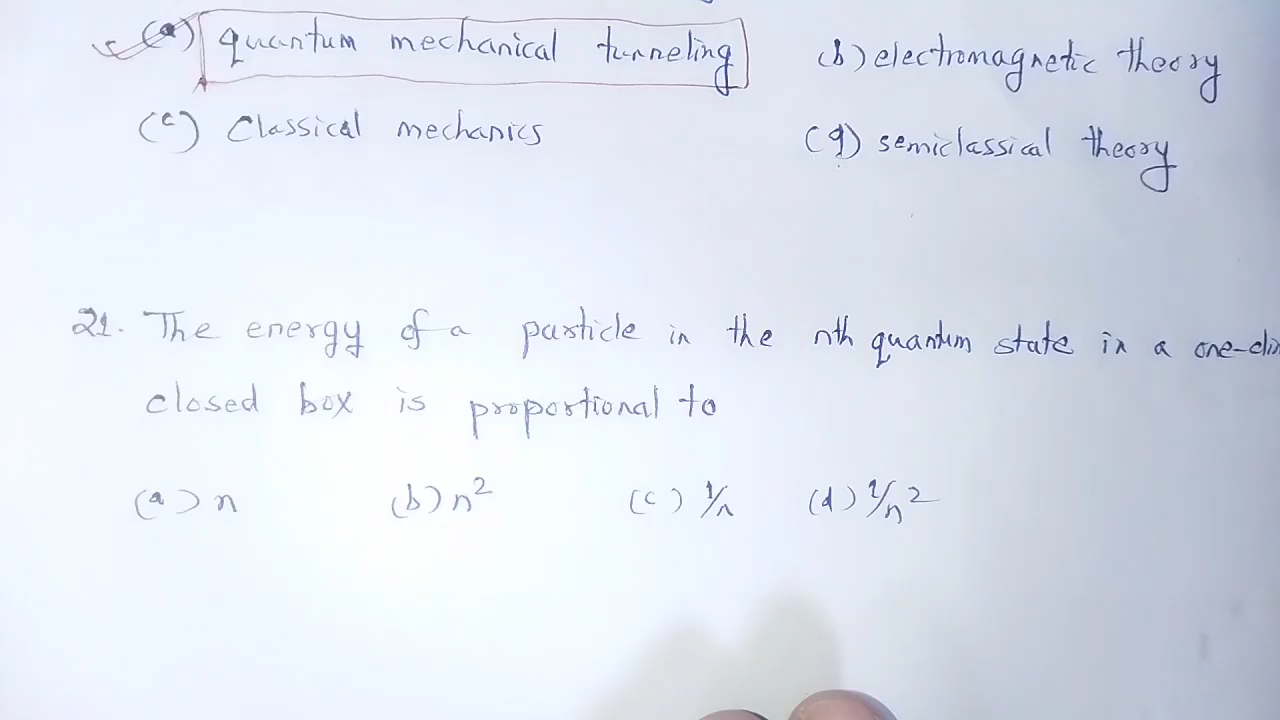 (a) quantum mechanical tunneling (b) electromagnetic theory
(c) Classical mechanics (d) semiclassical theory
21. The energy of a particle in the nth quantum state in a one-dim
closed box is proportional to
(a) n (b) n² (c) 1/n (d) 1/n²